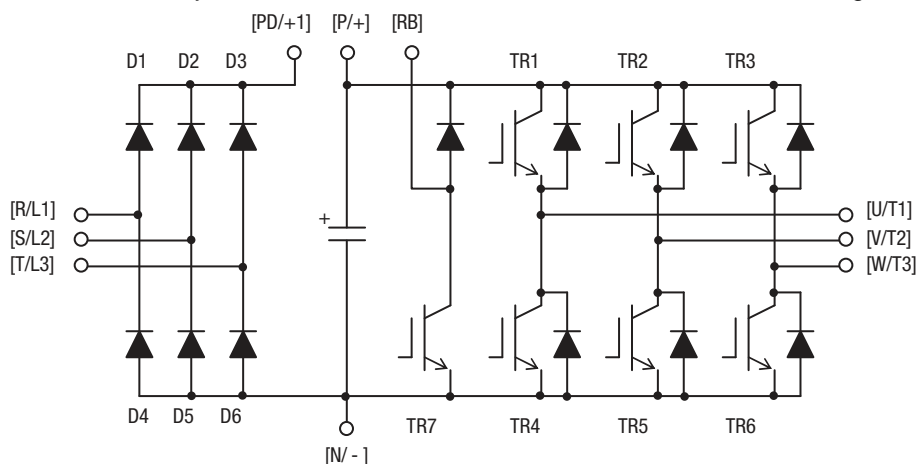 [PD/+1] [P/+] [RB]
D1 D2 D3 TR1 TR2 TR3
[R/L1] [U/T1]
+
[S/L2] [V/T2]
[T/L3] [W/T3]
D4 D5 D6 TR7 TR4 TR5 TR6
[N/ - ]